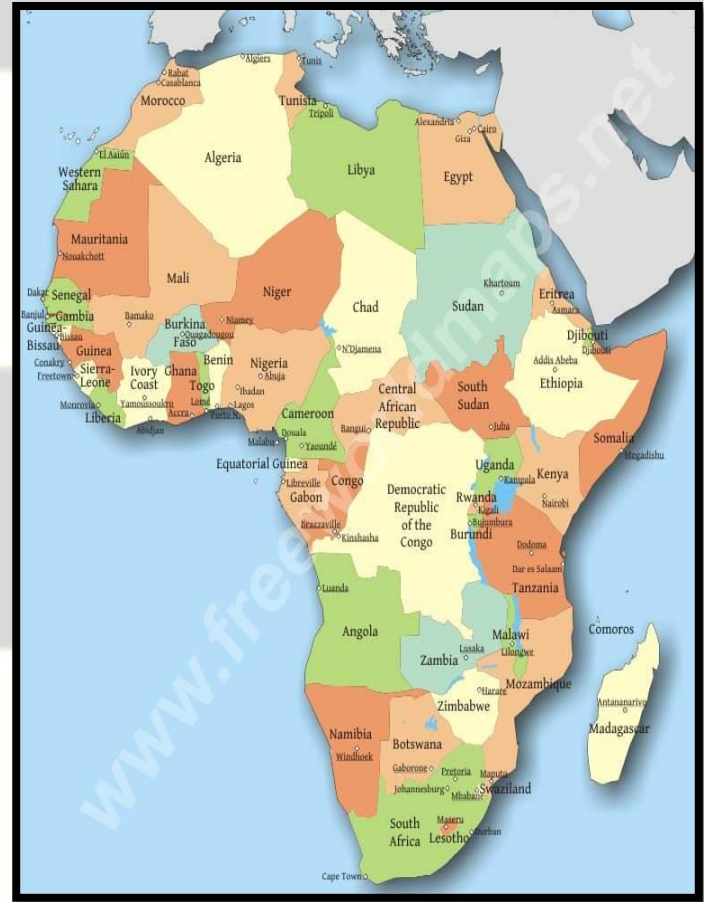 Algiers
Tunis
Rabat
Casablanca
Morocco
Tunisia
Tripoli
Alexandria
Cairo
Giza
El Aaiún
Western
Sahara
Algeria
Libya
Egypt
Mauritania
Nouakchott
Mali
Niger
Chad
Sudan
Khartoum
Eritrea
Asmara
Dakar
Senegal
Banjul
Gambia
Guinea-
Bissau
Bissau
Bamako
Burkina
Faso
Ouagadougou
Niamey
N'Djamena
Djibouti
Djibouti
Guinea
Conakry
Freetown
Sierra-
Leone
Ivory
Coast
Ghana
Togo
Benin
Nigeria
Abuja
Ibadan
Addis Abeba
Ethiopia
Monrovia
Liberia
Yamoussoukro
Abidjan
Accra
Lomé
Porto N.
Lagos
Cameroon
Douala
Malabo
Yaoundé
Central
African
Republic
Bangui
South
Sudan
Juba
Somalia
Mogadishu
Equatorial Guinea
Libreville
Gabon
Congo
Brazzaville
Kinshasha
Democratic
Republic
of the
Congo
Uganda
Kampala
Kenya
Nairobi
Rwanda
Kigali
Bujumbura
Burundi
Dodoma
Dar es Salaam
Tanzania
Luanda
Angola
Zambia
Lusaka
Malawi
Lilongwe
Comoros
Mozambique
Harare
Zimbabwe
Antananarivo
Madagascar
Namibia
Windhoek
Botswana
Gaborone
Pretoria
Maputo
Johannesburg
Mbabane
Swaziland
South
Africa
Maseru
Lesotho
Durban
Cape Town
www.freeworldmaps.net